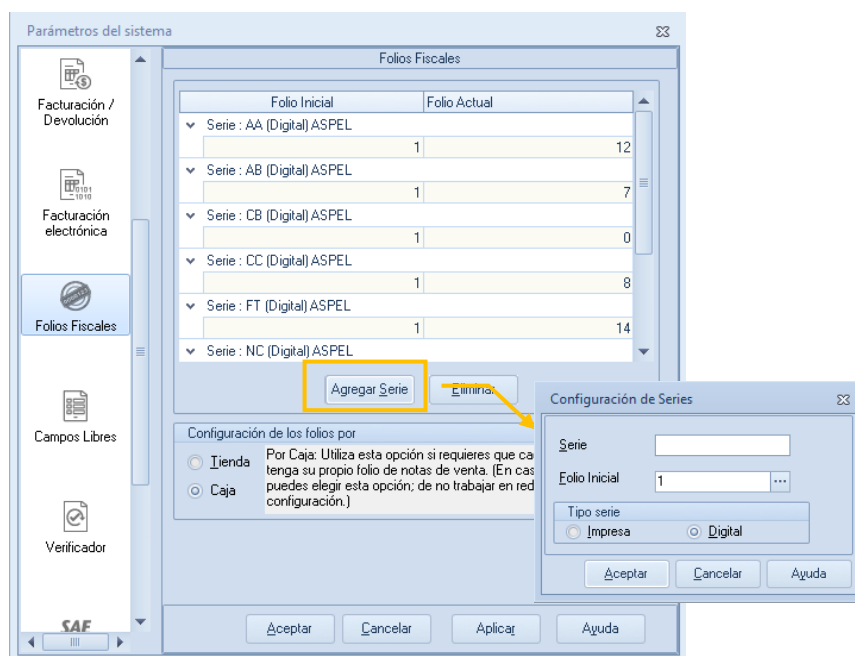 Parámetros del sistema
Facturación /
Devolución
0101
1010
Facturación
electrónica
Folios Fiscales
Campos Libres
Verificador
SAE
Folios Fiscales
Folio Inicial Folio Actual
Serie : AA (Digital) ASPEL
1 12
Serie : AB (Digital) ASPEL
1 7
Serie : CB (Digital) ASPEL
1 0
Serie : CC (Digital) ASPEL
1 8
Serie : FT (Digital) ASPEL
1 14
Serie : NC (Digital) ASPEL
Agregar Serie Eliminar
Configuración de los folios por
Tienda
Caja
Por Caja: Utiliza esta opción si requieres que ca
tenga su propio folio de notas de venta. (En cas
puedes elegir esta opción; de no trabajar en red
configuración.)
Aceptar Cancelar Aplicar Ayuda
Configuración de Series
Serie
Folio Inicial 1 ...
Tipo serie
Impresa Digital
Aceptar Cancelar Ayuda